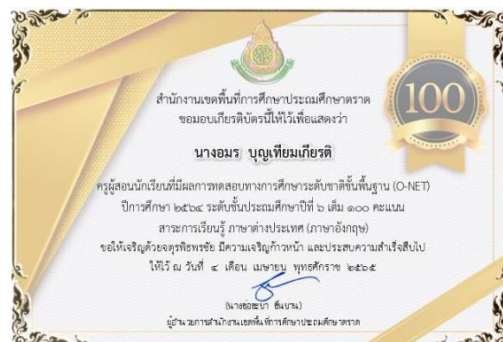 สำนักงานเขตพื้นที่การศึกษาประถมศึกษาตราด
ขอมอบเกียรติบัตรนี้ให้ไว้เพื่อแสดงว่า
100
นางอมร บุญเทียมเกียรติ
ครูผู้สอนนักเรียนที่มีผลการทดสอบทางการศึกษาระดับชาติขั้นพื้นฐาน (O-NET)
ปีการศึกษา ๒๕๖๔ ระดับชั้นประถมศึกษาปีที่ ๖ เต็ม ๑๐๐ คะแนน
สาระการเรียนรู้ ภาษาต่างประเทศ (ภาษาอังกฤษ)
ขอให้เจริญด้วยจตุรพิธพรชัย มีความเจริญก้าวหน้า และประสบความสำเร็จสืบไป
ให้ไว้ ณ วันที่ ๔ เดือน เมษายน พุทธศักราช ๒๕๖๕
ผู้อำนวยการสำนักงานเขตพื้นที่การศึกษาประถมศึกษาตราด